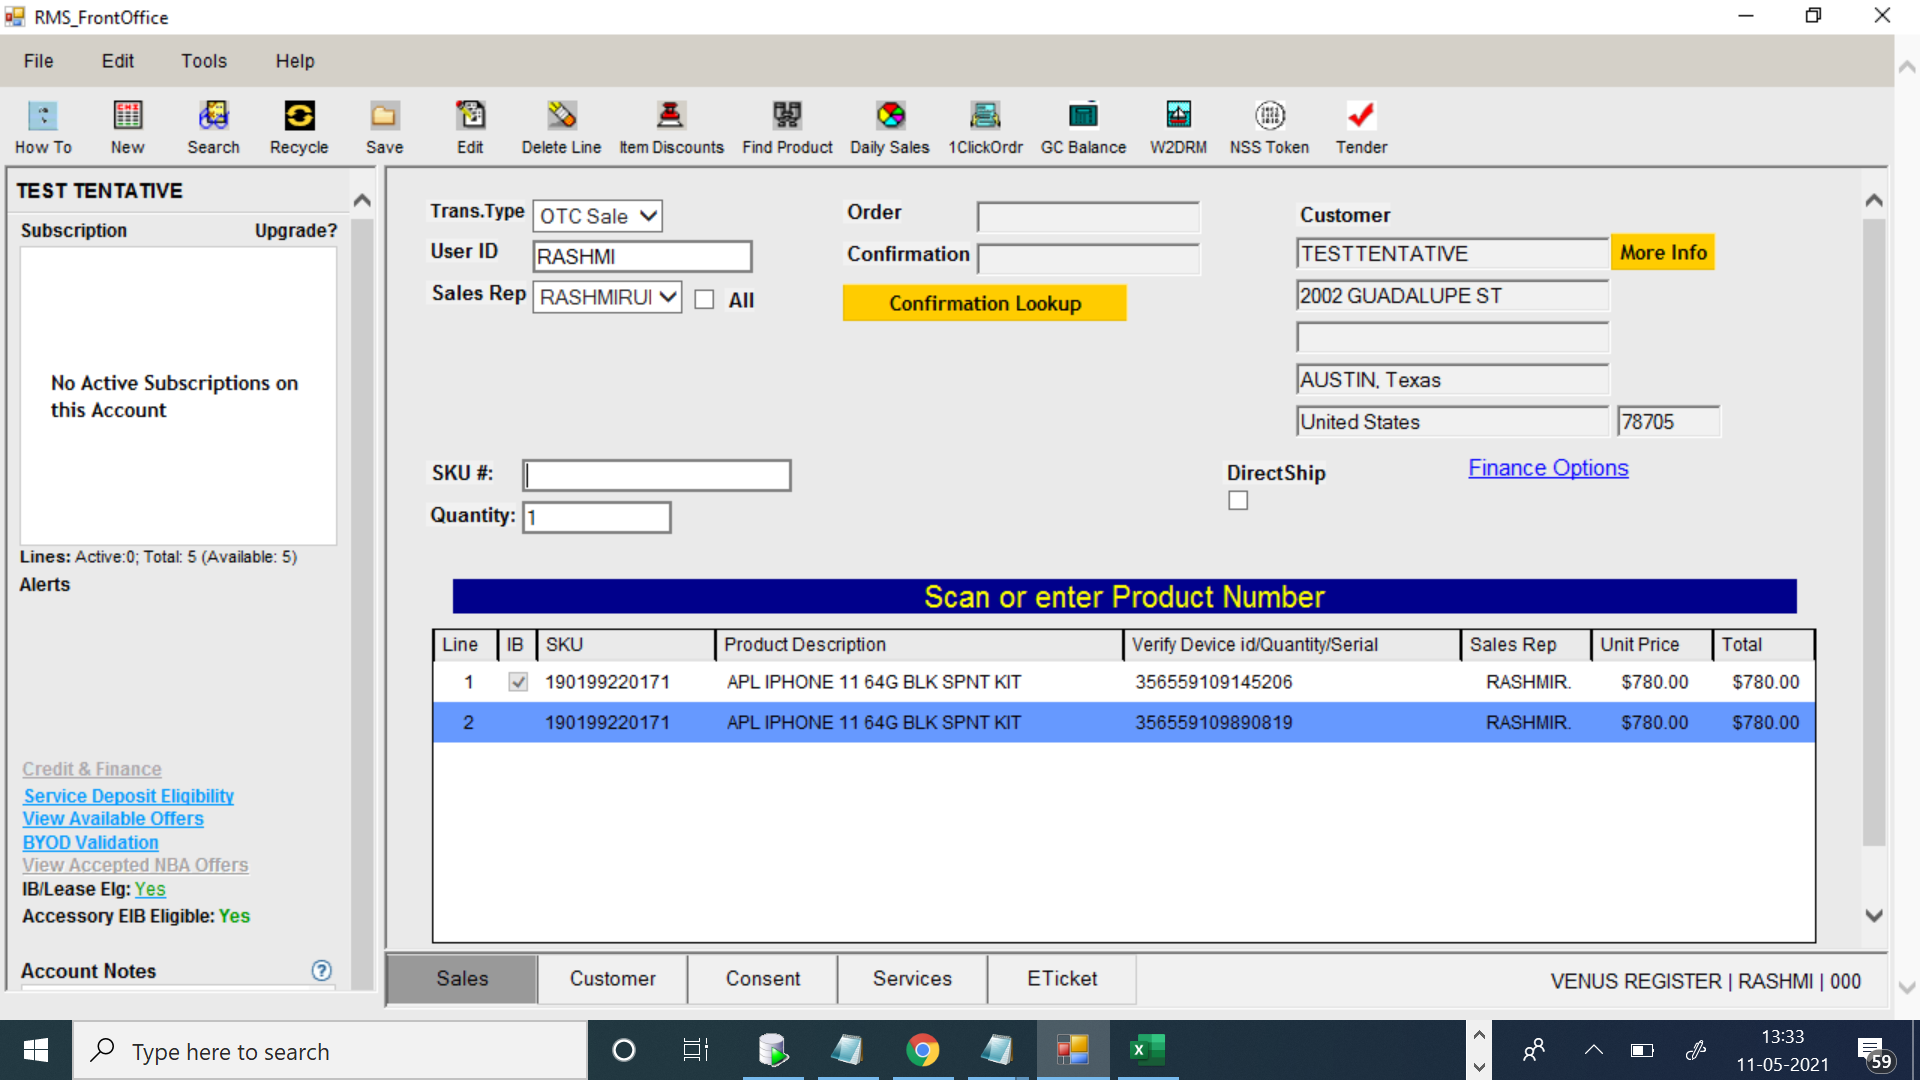 RMS_FrontOffice
File Edit Tools Help
How To New Search Recycle Save Edit Delete Line Item Discounts Find Product Daily Sales 1ClickOrdr GC Balance W2DRM NSS Token Tender
TEST TENTATIVE
Subscription Upgrade?
No Active Subscriptions on
this Account
Lines: Active:0; Total: 5 (Available: 5)
Alerts
Credit & Finance
Service Deposit Eligibility
View Available Offers
BYOD Validation
View Accepted NBA Offers
IB/Lease Elg: Yes
Accessory EIB Eligible: Yes
Account Notes ?
Trans.Type OTC Sale
User ID RASHMI
Sales Rep RASHMIRUI All
Order
Confirmation
Confirmation Lookup
Customer
TESTTENTATIVE More Info
2002 GUADALUPE ST
AUSTIN, Texas
United States 78705
SKU #:
Quantity: 1
DirectShip
Finance Options
Scan or enter Product Number
Line IB SKU Product Description Verify Device id/Quantity/Serial Sales Rep Unit Price Total
1 190199220171 APL IPHONE 11 64G BLK SPNT KIT 356559109145206 RASHMIR. $780.00 $780.00
2 190199220171 APL IPHONE 11 64G BLK SPNT KIT 356559109890819 RASHMIR. $780.00 $780.00
Sales Customer Consent Services ETicket
VENUS REGISTER | RASHMI | 000
Type here to search
13:33
11-05-2021
59